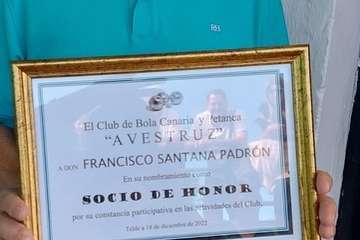 El Club de Bola Canaria y Petanca
“AVESTRUZ”
A DON FRANCISCO SANTANA PADRÓN
En su nombramiento como
SOCIO DE HONOR
por su constancia participativa en las actividades del Club,
Telde a 18 de diciembre de 2022